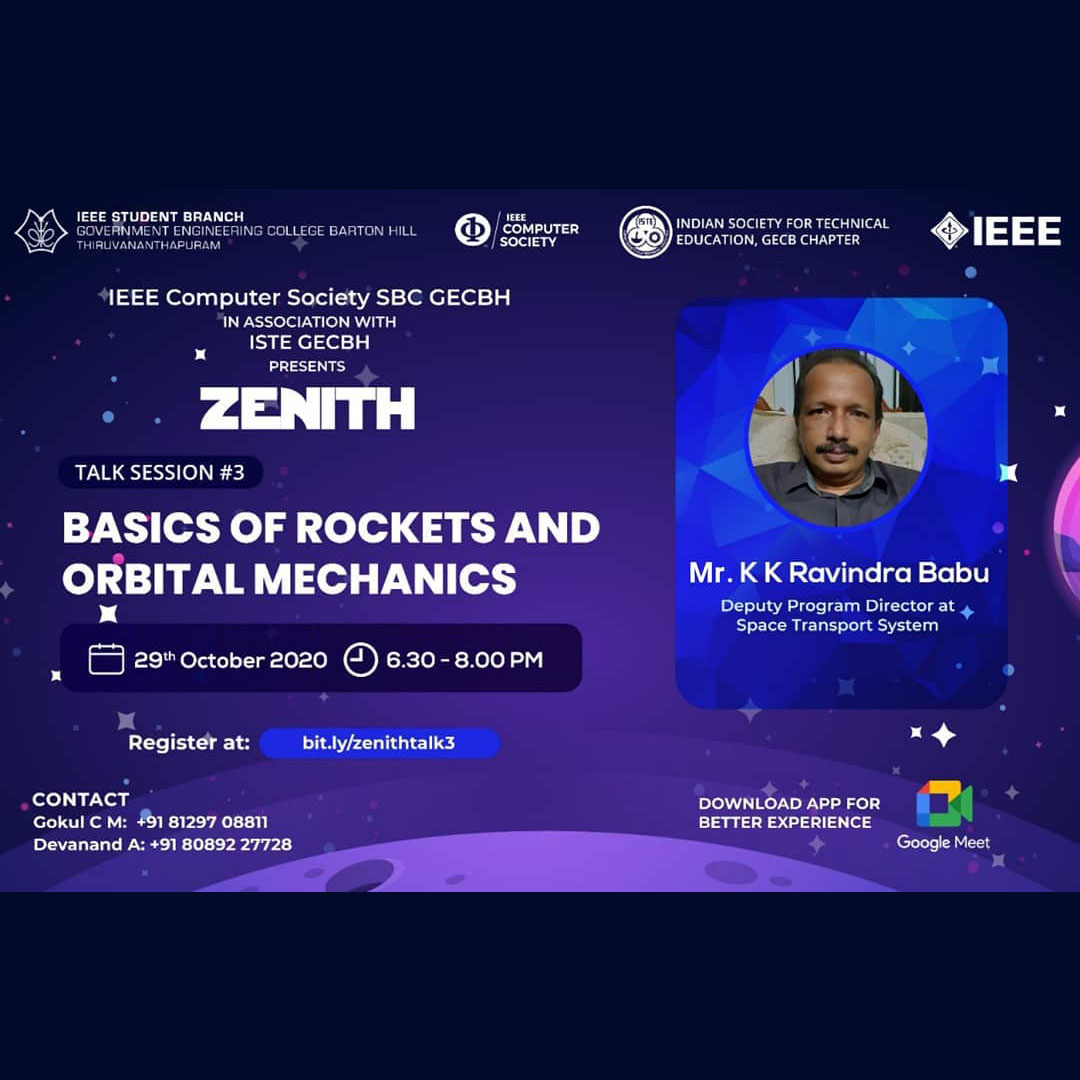 IEEE STUDENT BRANCH
GOVERNMENT ENGINEERING COLLEGE BARTON HILL
THIRUVANANTHAPURAM
IEEE
COMPUTER
SOCIETY
ISTE
INDIAN SOCIETY FOR TECHNICAL
EDUCATION, GECB CHAPTER
IEEE
IEEE Computer Society SBC GECBH
IN ASSOCIATION WITH
ISTE GECBH
PRESENTS
ZENITH
TALK SESSION #3
BASICS OF ROCKETS AND
ORBITAL MECHANICS
29th October 2020
6.30 - 8.00 PM
Register at:
bit.ly/zenithtalk3
CONTACT
Gokul C M: +91 81297 08811
Devanand A: +91 80892 27728
Mr. K K Ravindra Babu
Deputy Program Director at
Space Transport System
DOWNLOAD APP FOR
BETTER EXPERIENCE
Google Meet